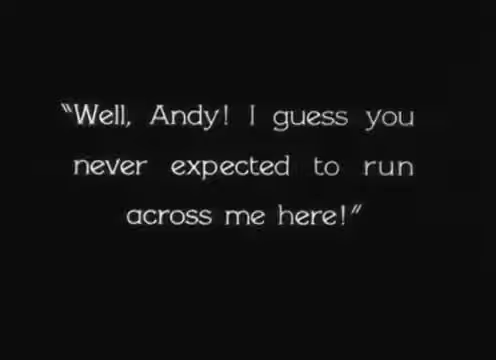 “Well, Andy! I guess you
never expected to run
across me here!”